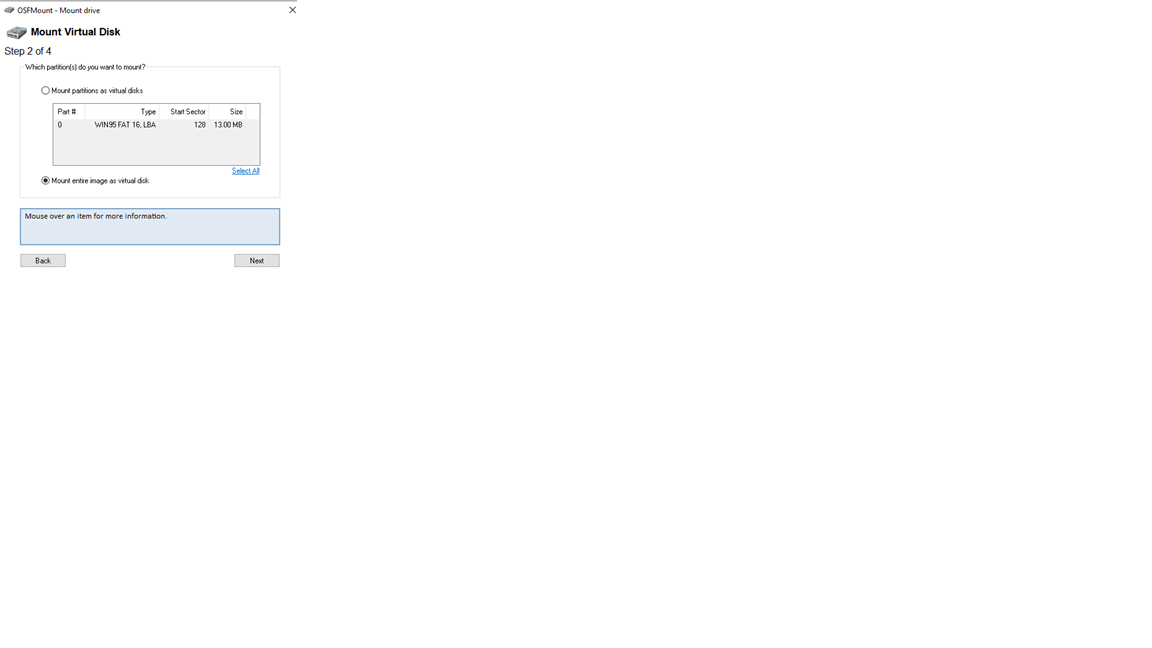 OSFMount - Mount drive
Mount Virtual Disk
Step 2 of 4
Which partition(s) do you want to mount?
Mount partitions as virtual disks
Part # Type Start Sector Size
0 WIN95 FAT 16, LBA 128 13.00 MB
Select All
Mount entire image as virtual disk
Mouse over an item for more information.
Back Next